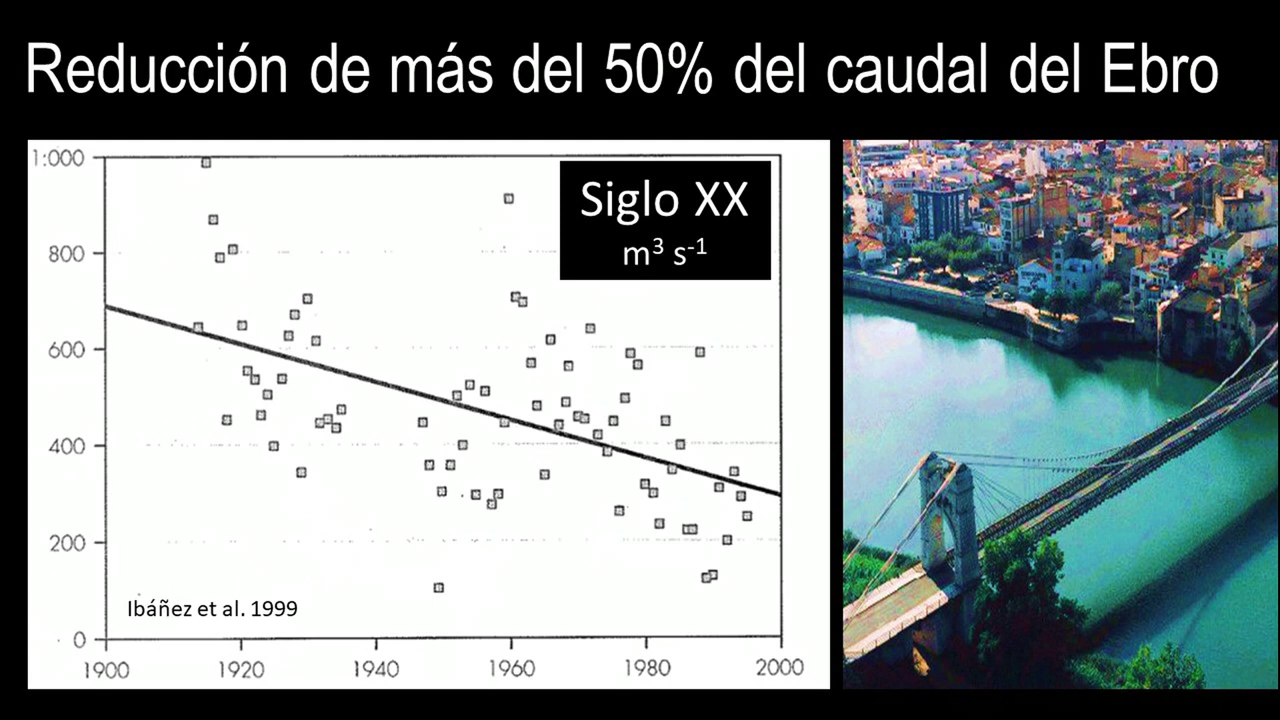 Reducción de más del 50% del caudal del Ebro
1:000
800
600
400
200
0
Siglo XX
m³ s⁻¹
Ibáñez et al. 1999
1900 1920 1940 1960 1980 2000